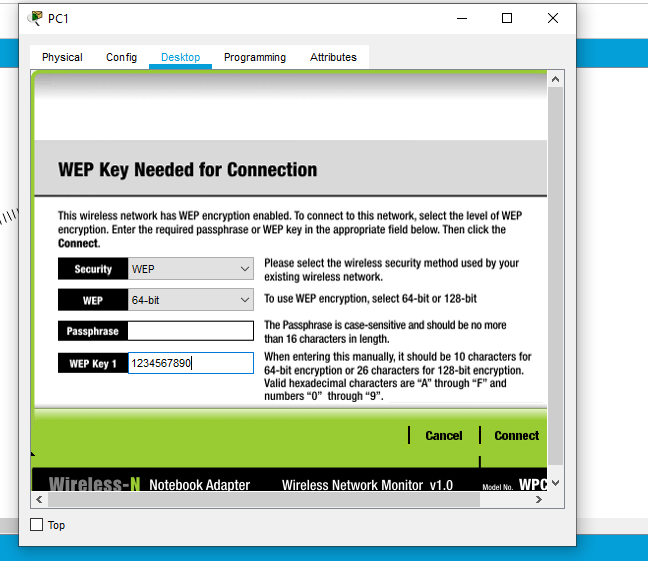 PC1
Physical Config Desktop Programming Attributes
WEP Key Needed for Connection
This wireless network has WEP encryption enabled. To connect to this network, select the level of WEP
encryption. Enter the required passphrase or WEP key in the appropriate field below. Then click the
Connect.
Security WEP
Please select the wireless security method used by your
existing wireless network.
WEP 64-bit
To use WEP encryption, select 64-bit or 128-bit
Passphrase
The Passphrase is case-sensitive and should be no more
than 16 characters in length.
WEP Key 1 1234567890
When entering this manually, it should be 10 characters for
64-bit encryption or 26 characters for 128-bit encryption.
Valid hexadecimal characters are “A” through “F” and
numbers “0” through “9”.
Cancel Connect
Wireless-N Notebook Adapter Wireless Network Monitor v1.0 Model No. WPC
Top